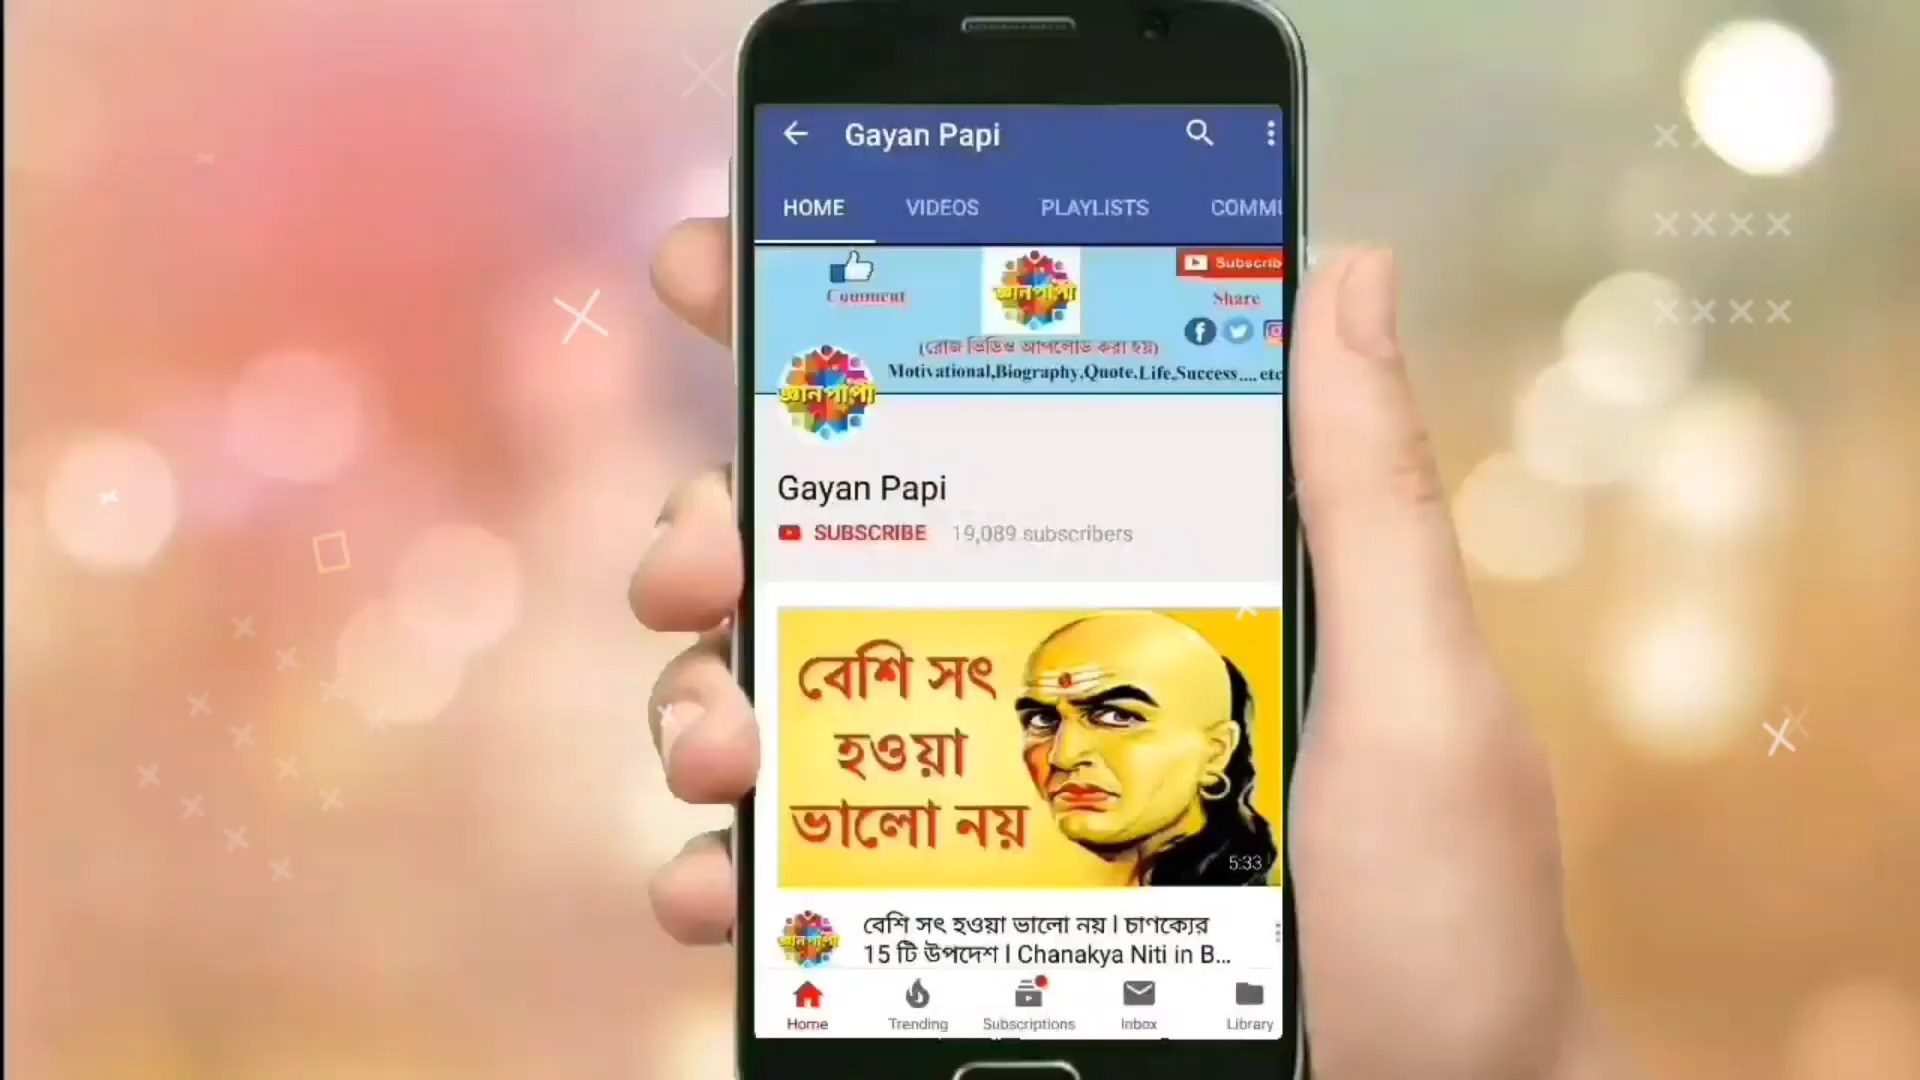 Gayan Papi
HOME VIDEOS PLAYLISTS COMMU
Comment
জ্ঞানপাপী
Subscrib
Share
(রোজ ভিডিও আপলোড করা হয়)
Motivational,Biography,Quote,Life,Success....etc
জ্ঞানপাপী
Gayan Papi
SUBSCRIBE 19,089 subscribers
বেশি সৎ
হওয়া
ভালো নয়
5:33
জ্ঞানপাপী
বেশি সৎ হওয়া ভালো নয় l চাণক্যের
15 টি উপদেশ l Chanakya Niti in B...
Home Trending Subscriptions Inbox Library